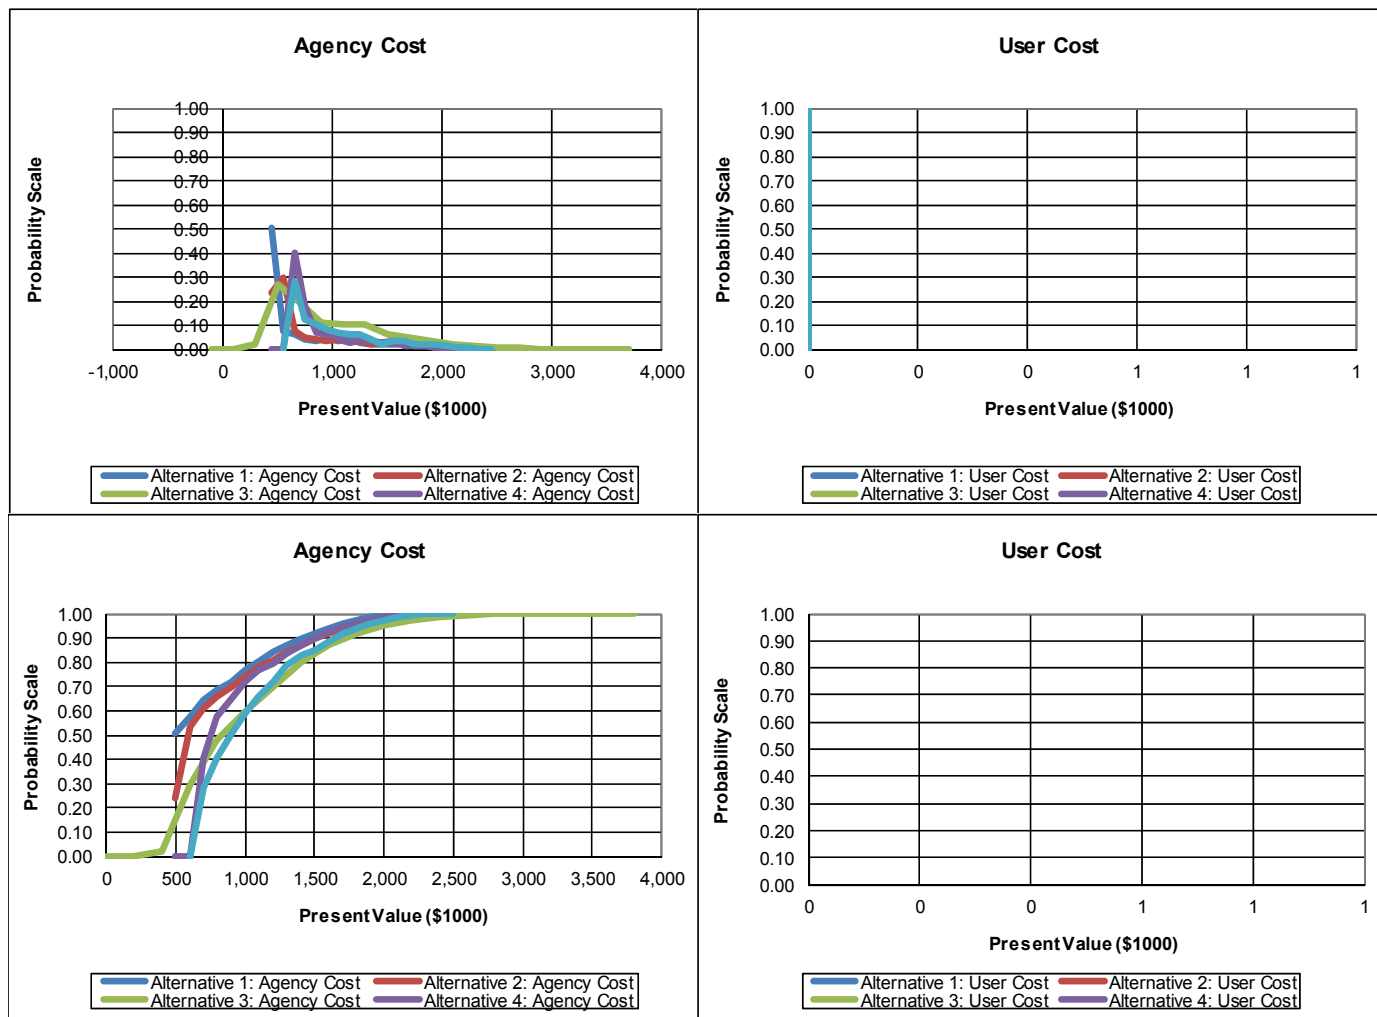 Agency Cost
Probability Scale
1.00
0.90
0.80
0.70
0.60
0.50
0.40
0.30
0.20
0.10
0.00
-1,000 0 1,000 2,000 3,000 4,000
Present Value ($1000)
Alternative 1: Agency Cost Alternative 2: Agency Cost
Alternative 3: Agency Cost Alternative 4: Agency Cost
User Cost
Probability Scale
1.00
0.90
0.80
0.70
0.60
0.50
0.40
0.30
0.20
0.10
0.00
0 0 0 1 1 1
Present Value ($1000)
Alternative 1: User Cost Alternative 2: User Cost
Alternative 3: User Cost Alternative 4: User Cost
Agency Cost
Probability Scale
1.00
0.90
0.80
0.70
0.60
0.50
0.40
0.30
0.20
0.10
0.00
0 500 1,000 1,500 2,000 2,500 3,000 3,500 4,000
Present Value ($1000)
Alternative 1: Agency Cost Alternative 2: Agency Cost
Alternative 3: Agency Cost Alternative 4: Agency Cost
User Cost
Probability Scale
1.00
0.90
0.80
0.70
0.60
0.50
0.40
0.30
0.20
0.10
0.00
0 0 0 1 1 1
Present Value ($1000)
Alternative 1: User Cost Alternative 2: User Cost
Alternative 3: User Cost Alternative 4: User Cost